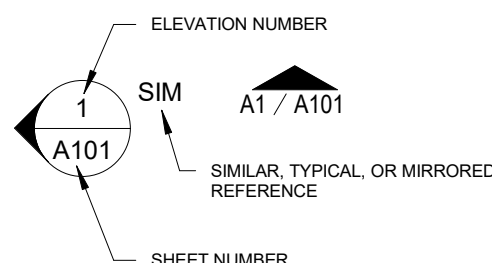 ELEVATION NUMBER
1
SIM
A1 / A101
A101
SIMILAR, TYPICAL, OR MIRRORED
REFERENCE
SHEET NUMBER